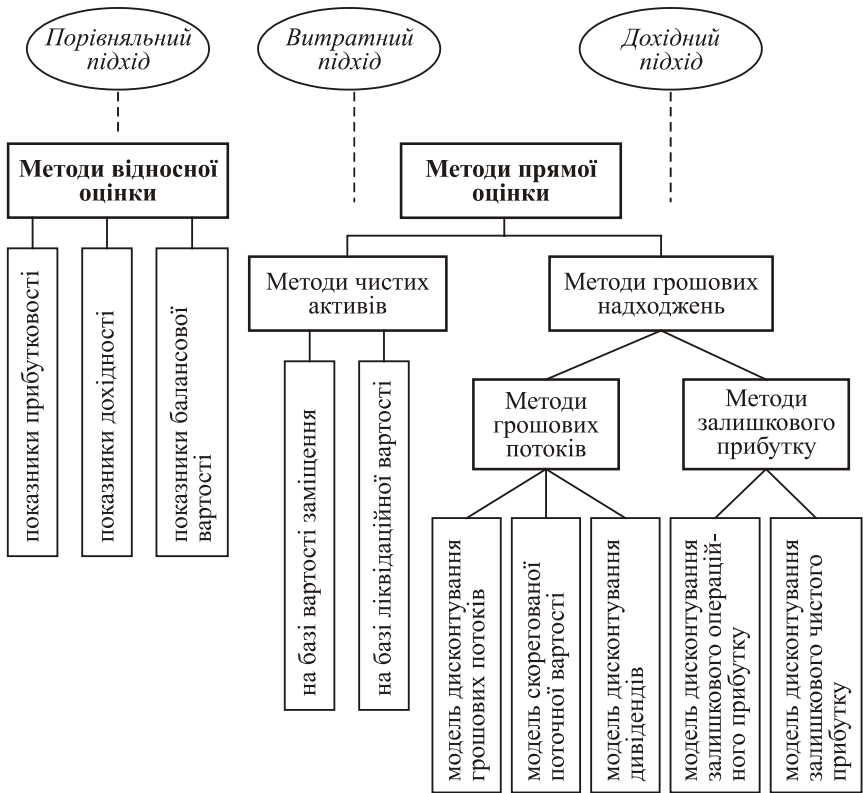 Порівняльний
підхід
Витратний
підхід
Дохідний
підхід
Методи відносної
оцінки
Методи прямої
оцінки
показники прибутковості
показники дохідності
показники балансової
вартості
Методи чистих
активів
Методи грошових
надходжень
на базі вартості заміщення
на базі ліквідаційної вартості
Методи
грошових
потоків
Методи
залишкового
прибутку
модель дисконтування
грошових потоків
модель скорегованої
поточної вартості
модель дисконтування
дивідендів
модель дисконтування
залишкового операцій-
ного прибутку
модель дисконтування
залишкового чистого
прибутку